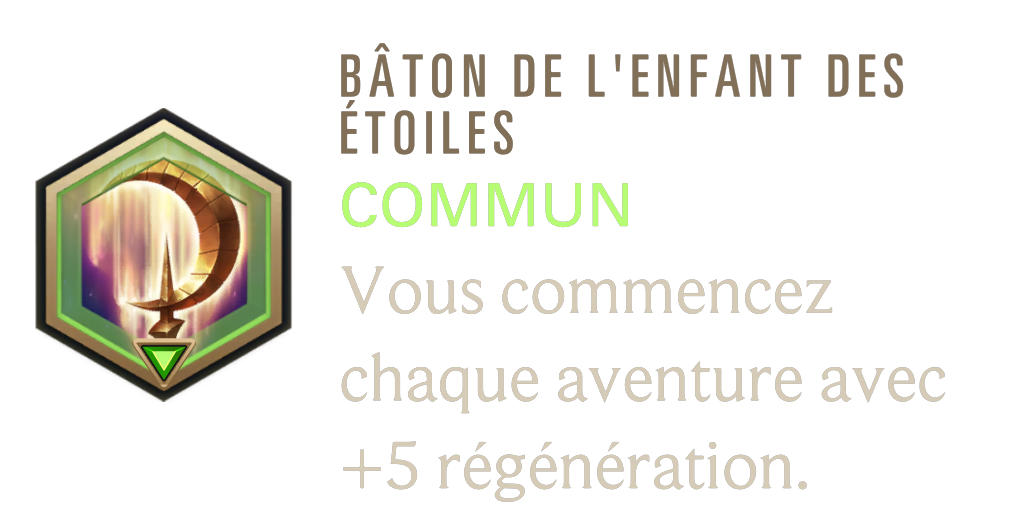 BÂTON DE L'ENFANT DES
ÉTOILES
COMMUN
Vous commencez
chaque aventure avec
+5 régénération.